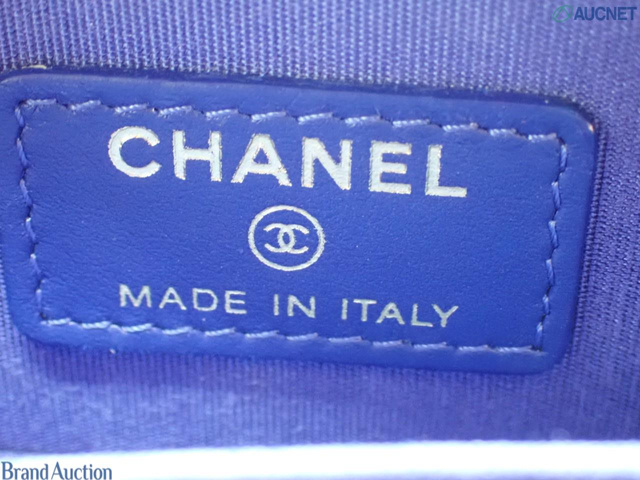 AUCNET
CHANEL
MADE IN ITALY
Brand Auction